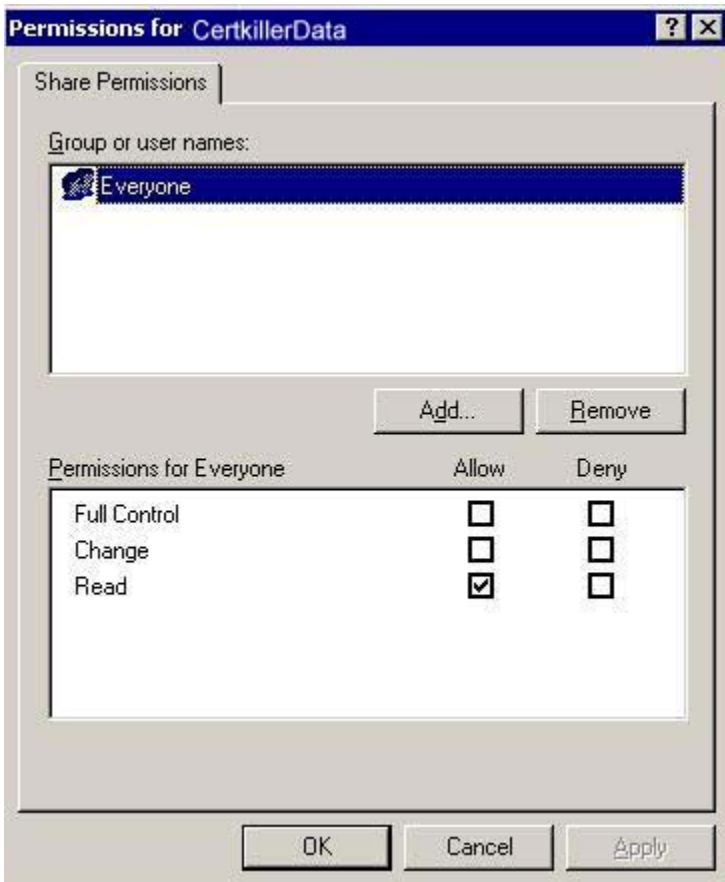 Permissions for CertkillerData
Share Permissions
Group or user names:
Everyone
Add... Remove
Permissions for Everyone Allow Deny
Full Control
Change
Read
OK Cancel Apply